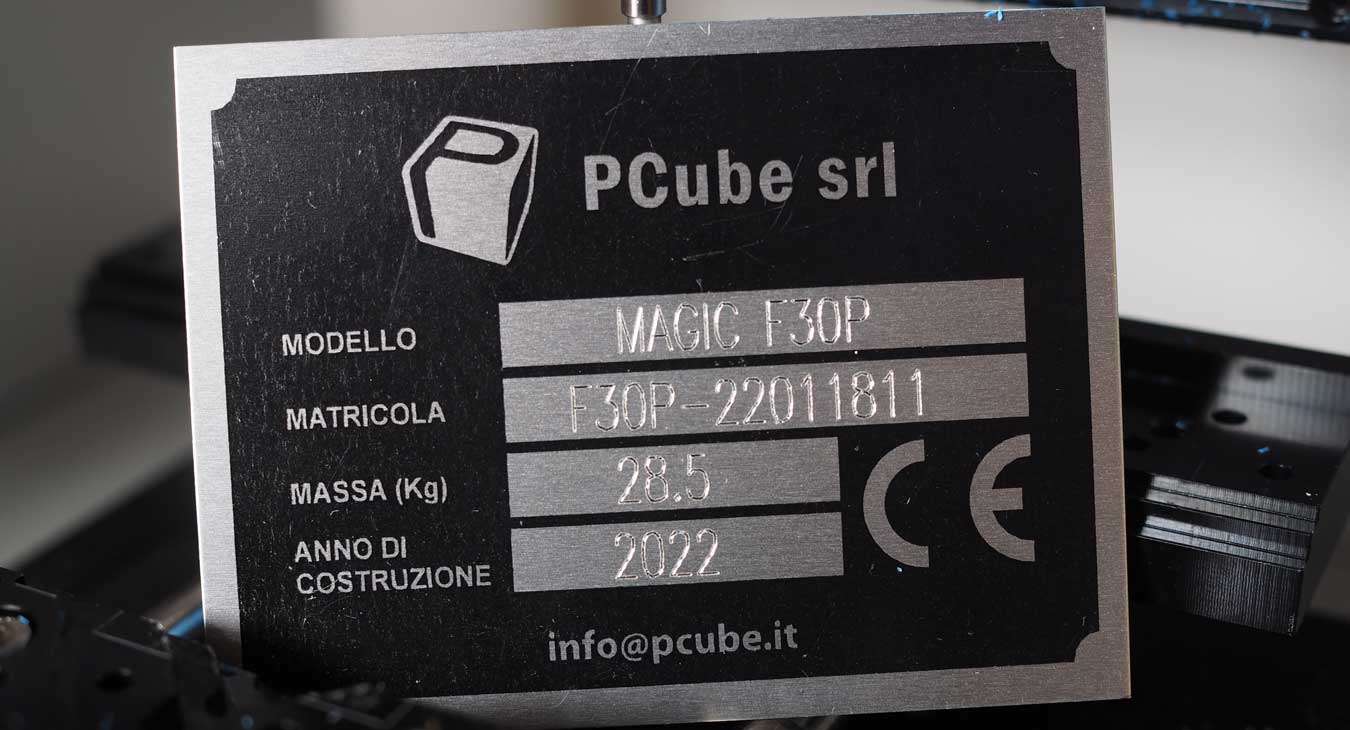 PCube srl
MODELLO MAGIC F30P
MATRICOLA F30P-22011811
MASSA (Kg) 28.5
ANNO DI
COSTRUZIONE 2022
CE
info@pcube.it